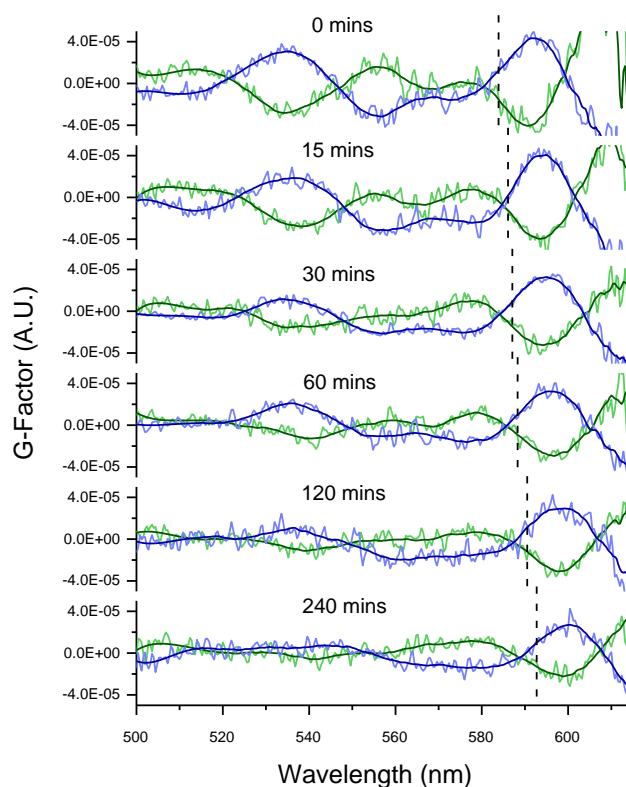 0 mins
4.0E-05
0.0E+00
-4.0E-05
15 mins
4.0E-05
0.0E+00
-4.0E-05
30 mins
4.0E-05
0.0E+00
-4.0E-05
60 mins
4.0E-05
0.0E+00
-4.0E-05
120 mins
4.0E-05
0.0E+00
-4.0E-05
240 mins
4.0E-05
0.0E+00
-4.0E-05
G-Factor (A.U.)
500 520 540 560 580 600
Wavelength (nm)